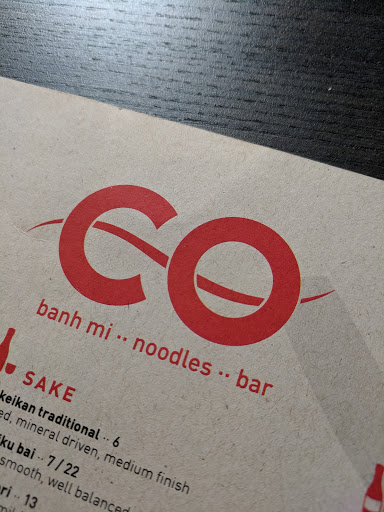 CO
banh mi ·· noodles ·· bar
SAKE
keikan traditional ·· 6
ed, mineral driven, medium finish
ku bai ·· 7 / 22
smooth, well balanced
ri ·· 13